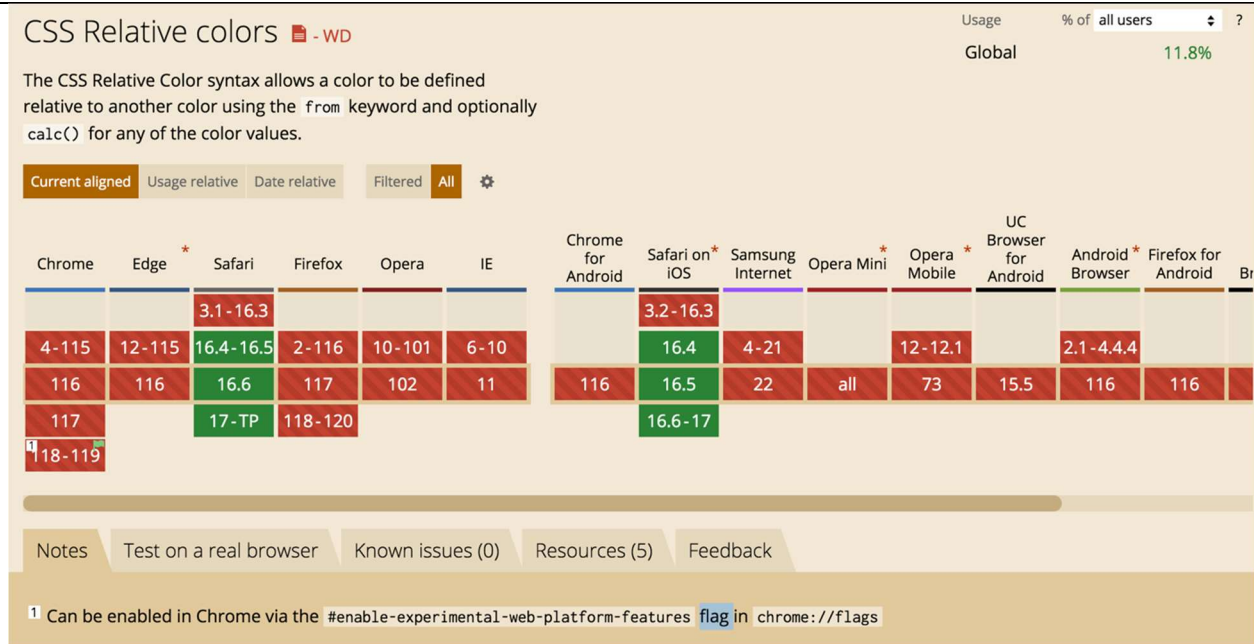 CSS Relative colors - WD
Usage % of all users ?
Global 11.8%
The CSS Relative Color syntax allows a color to be defined
relative to another color using the from keyword and optionally
calc() for any of the color values.
Current aligned Usage relative Date relative Filtered All
Chrome Edge * Safari Firefox Opera IE Chrome for Android Safari on iOS * Samsung Internet Opera Mini * Opera Mobile * UC Browser for Android Android Browser * Firefox for Android
3.1-16.3 3.2-16.3
4-115 12-115 16.4-16.5 2-116 10-101 6-10 16.4 4-21 12-12.1 2.1-4.4.4
116 116 16.6 117 102 11 116 16.5 22 all 73 15.5 116 116
117 17-TP 118-120 16.6-17
1 118-119
Notes Test on a real browser Known issues (0) Resources (5) Feedback
1 Can be enabled in Chrome via the #enable-experimental-web-platform-features flag in chrome://flags